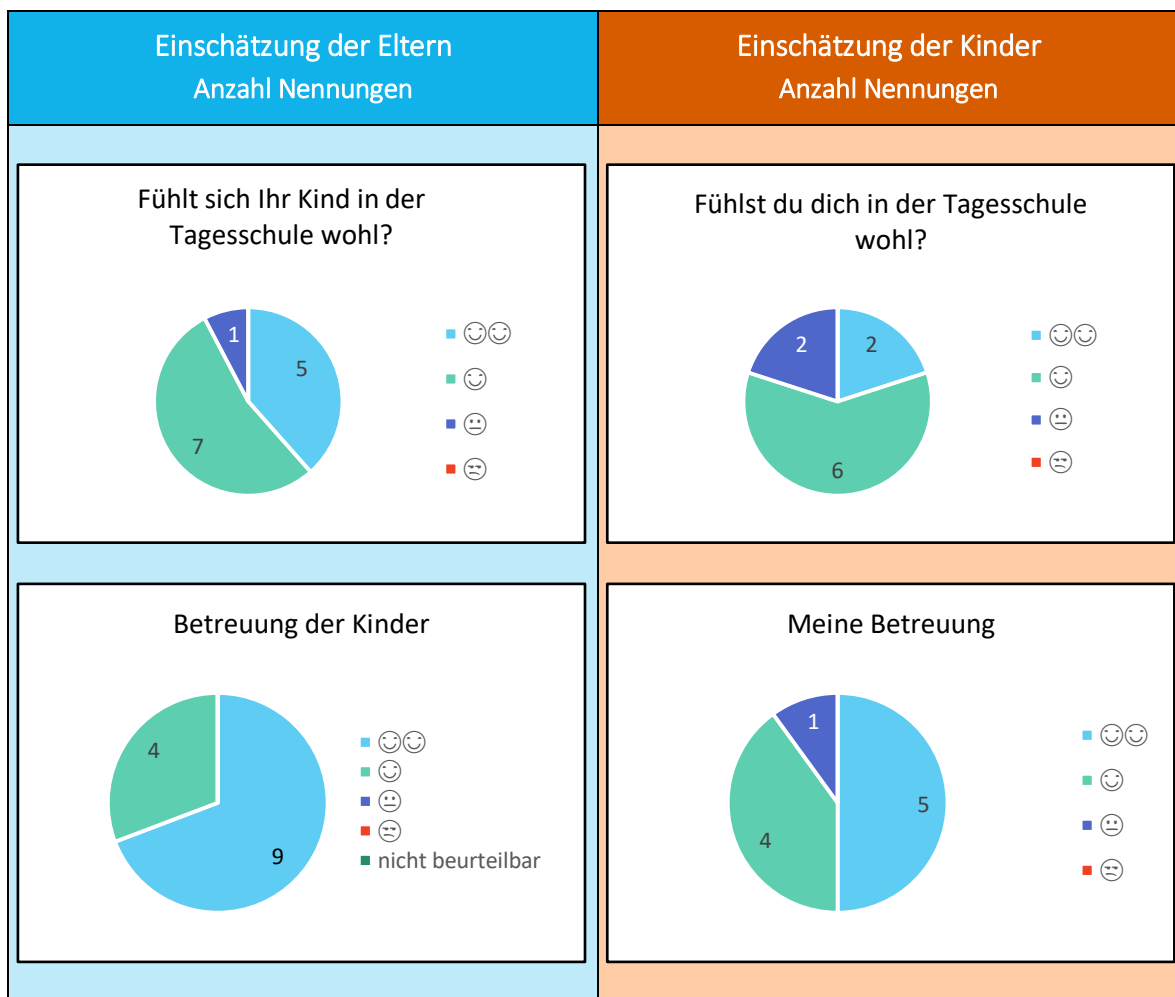 Einschätzung der Eltern
Anzahl Nennungen
Einschätzung der Kinder
Anzahl Nennungen
Fühlt sich Ihr Kind in der
Tagesschule wohl?
1
5
7
Fühlst du dich in der Tagesschule
wohl?
2
2
6
Betreuung der Kinder
4
9
nicht beurteilbar
Meine Betreuung
1
5
4